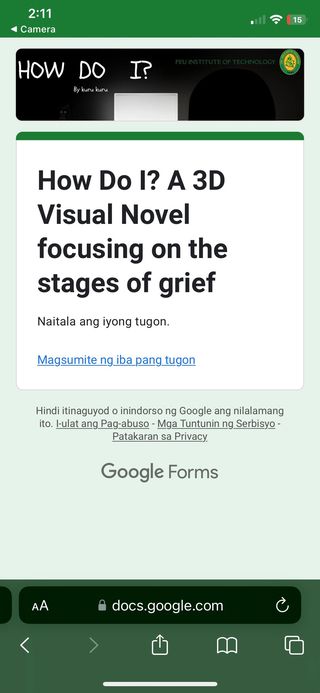 2:11
15
◀ Camera
HOW DO I?
By kuru kuru
FEU INSTITUTE OF TECHNOLOGY
How Do I? A 3D
Visual Novel
focusing on the
stages of grief
Naitala ang iyong tugon.
Magsumite ng iba pang tugon
Hindi itinaguyod o inindorso ng Google ang nilalamang
ito. I-ulat ang Pag-abuso - Mga Tuntunin ng Serbisyo -
Patakaran sa Privacy
Google Forms
AA
docs.google.com